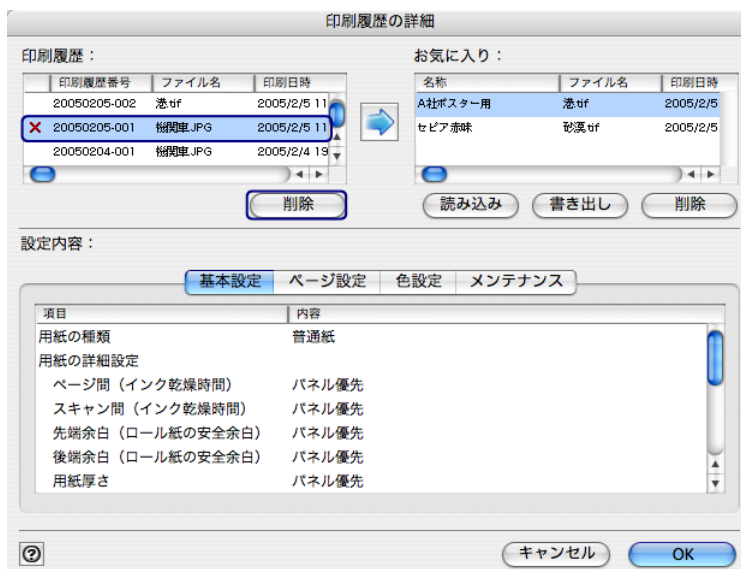 印刷履歴の詳細
印刷履歴：
お気に入り：
印刷履歴番号 ファイル名 印刷日時
20050205-002 港.tif 2005/2/5 11
20050205-001 機関車.JPG 2005/2/5 11
20050204-001 機関車.JPG 2005/2/4 19
名称 ファイル名 印刷日時
A社ポスター用 港.tif 2005/2/5
セピア赤味 砂漠.tif 2005/2/5
削除
読み込み 書き出し 削除
設定内容：
基本設定 ページ設定 色設定 メンテナンス
項目 内容
用紙の種類 普通紙
用紙の詳細設定
ページ間（インク乾燥時間） パネル優先
スキャン間（インク乾燥時間） パネル優先
先端余白（ロール紙の安全余白） パネル優先
後端余白（ロール紙の安全余白） パネル優先
用紙厚さ パネル優先
? キャンセル OK